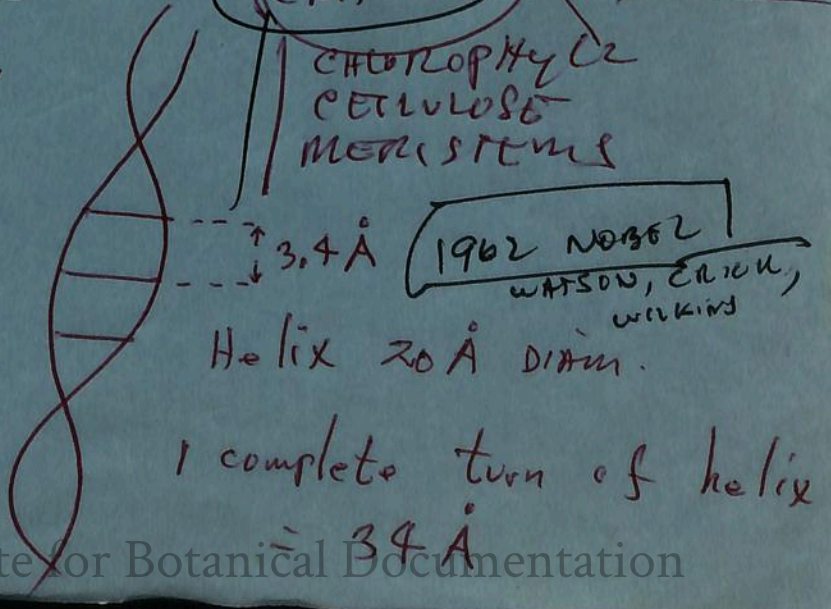 CHLOROPHYLL
CELLULOSE
MERISTEMS
3.4 Å
1962 NOBEL
WATSON, CRICK,
WILKINS
Helix 20 Å DIAM.
1 complete turn of helix
= 34 Å
te for Botanical Documentation